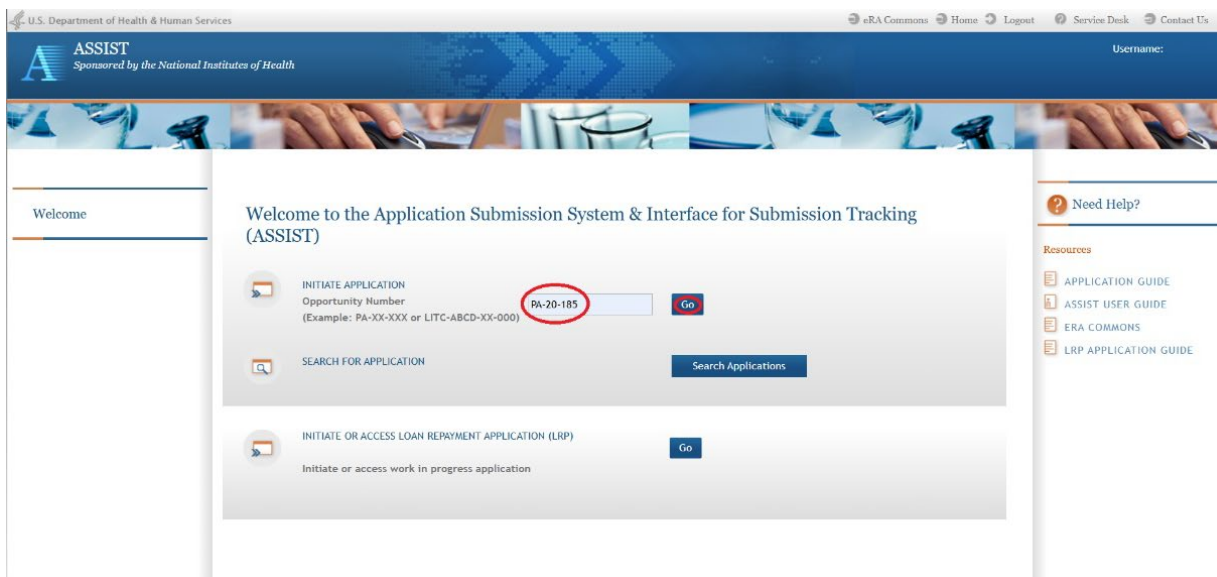 U.S. Department of Health & Human Services
eRA Commons Home Logout Service Desk Contact Us
A
ASSIST
Sponsored by the National Institutes of Health
Username:
Welcome
Welcome to the Application Submission System & Interface for Submission Tracking
(ASSIST)
INITIATE APPLICATION
Opportunity Number
(Example: PA-XX-XXX or LITC-ABCD-XX-000)
PA-20-185
Go
SEARCH FOR APPLICATION
Search Applications
INITIATE OR ACCESS LOAN REPAYMENT APPLICATION (LRP)
Go
Initiate or access work in progress application
? Need Help?
Resources
APPLICATION GUIDE
ASSIST USER GUIDE
ERA COMMONS
LRP APPLICATION GUIDE